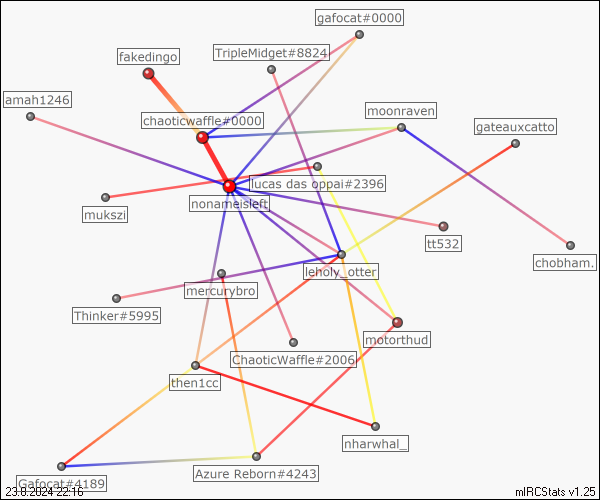 gafocat#0000
fakedingo
TripleMidget#8824
amah1246
moonraven
chaoticwaffle#0000
gateauxcatto
lucas das oppai#2396
nonameisleft
mukszi
tt532
chobham.
leholy_otter
mercurybro
Thinker#5995
motorthud
ChaoticWaffle#2006
then1cc
nharwhal_
Azure Reborn#4243
Gafocat#4189
23.8.2024 22:16
mIRCStats v1.25